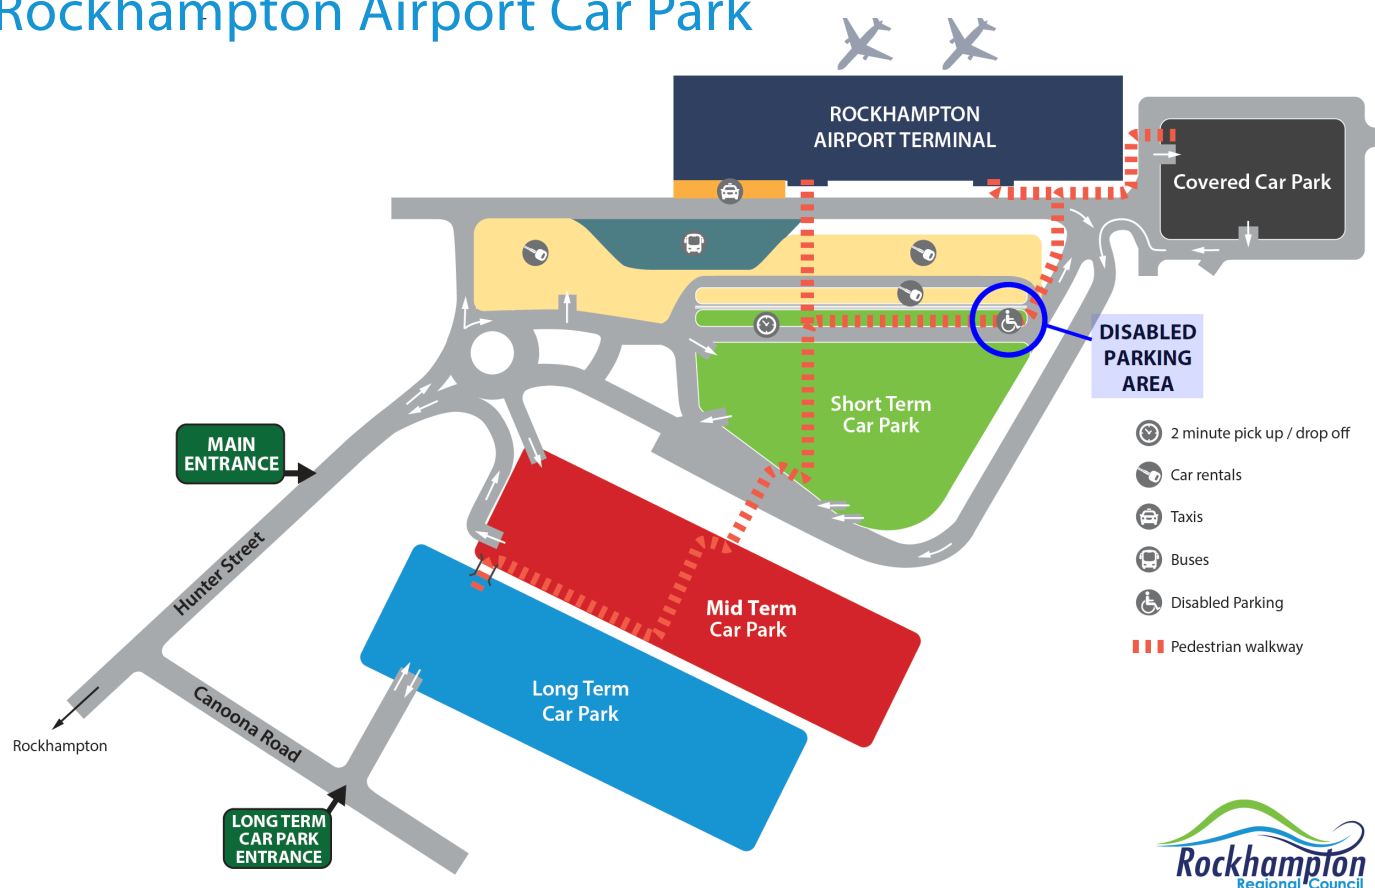 Rockhampton Airport Car Park
ROCKHAMPTON
AIRPORT TERMINAL
Covered Car Park
DISABLED
PARKING
AREA
Short Term
Car Park
MAIN
ENTRANCE
2 minute pick up / drop off
Car rentals
Taxis
Buses
Disabled Parking
Pedestrian walkway
Hunter Street
Mid Term
Car Park
Long Term
Car Park
Canoona Road
Rockhampton
LONG TERM
CAR PARK
ENTRANCE
Rockhampton
Regional Council